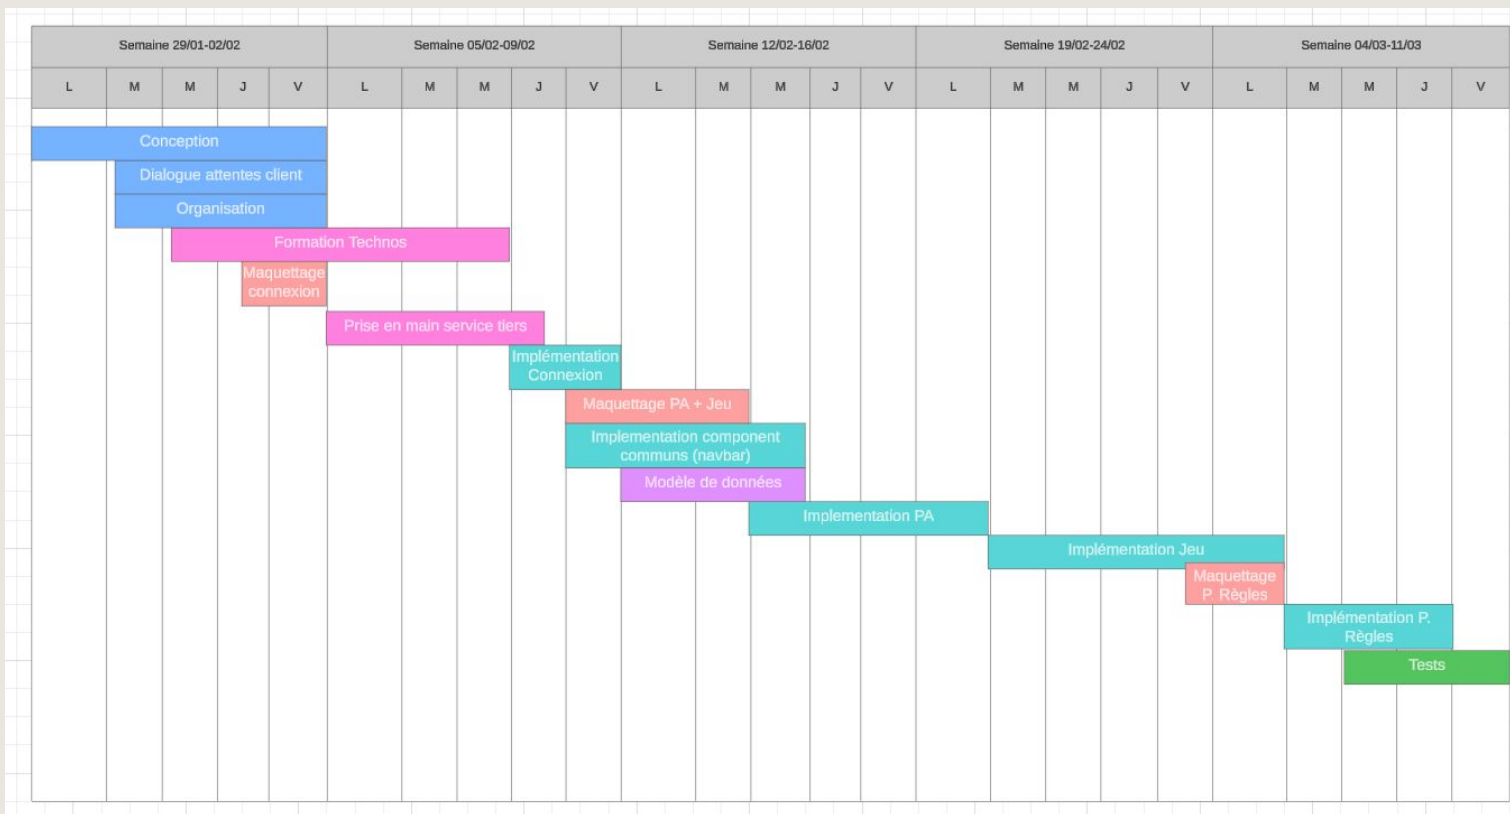 Semaine 29/01-02/02 Semaine 05/02-09/02 Semaine 12/02-16/02 Semaine 19/02-24/02 Semaine 04/03-11/03
L M M J V L M M J V L M M J V L M M J V L M M J V
Conception
Dialogue attentes client
Organisation
Formation Technos
Maquettage
connexion
Prise en main service tiers
Implémentation
Connexion
Maquettage PA + Jeu
Implementation component
communs (navbar)
Modèle de données
Implementation PA
Implémentation Jeu
Maquettage
P. Règles
Implémentation P.
Règles
Tests